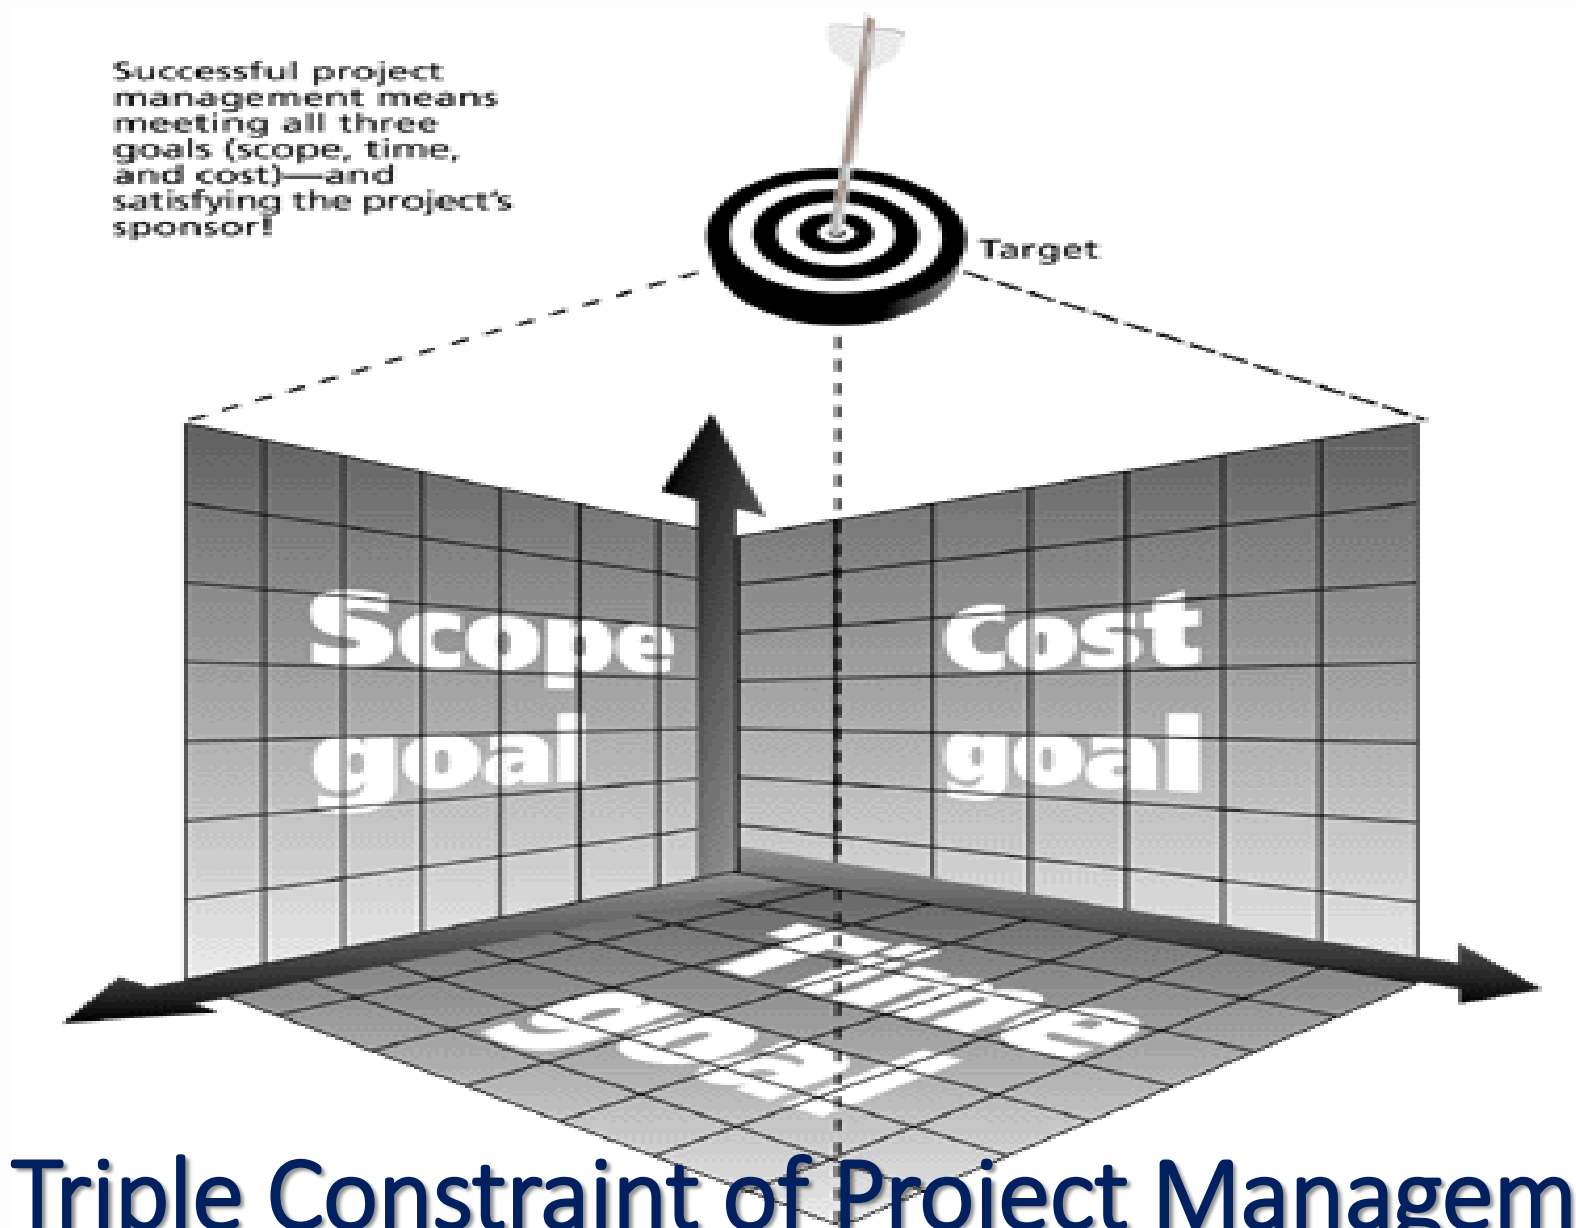 Successful project
management means
meeting all three
goals (scope, time,
and cost)—and
satisfying the project's
sponsor!
Target
Scope
goal
Cost
goal
Time
goal
Triple Constraint of Project Managem